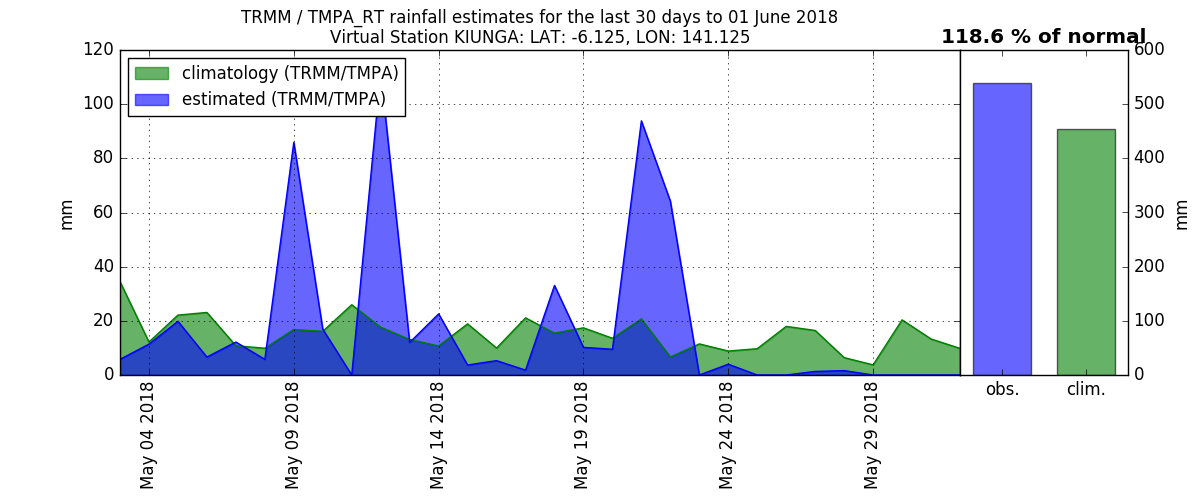 TRMM / TMPA_RT rainfall estimates for the last 30 days to 01 June 2018
Virtual Station KIUNGA: LAT: -6.125, LON: 141.125
118.6 % of normal
climatology (TRMM/TMPA)
estimated (TRMM/TMPA)
mm
120
100
80
60
40
20
0
May 04 2018
May 09 2018
May 14 2018
May 19 2018
May 24 2018
May 29 2018
600
500
400
300
200
100
0
mm
obs.
clim.